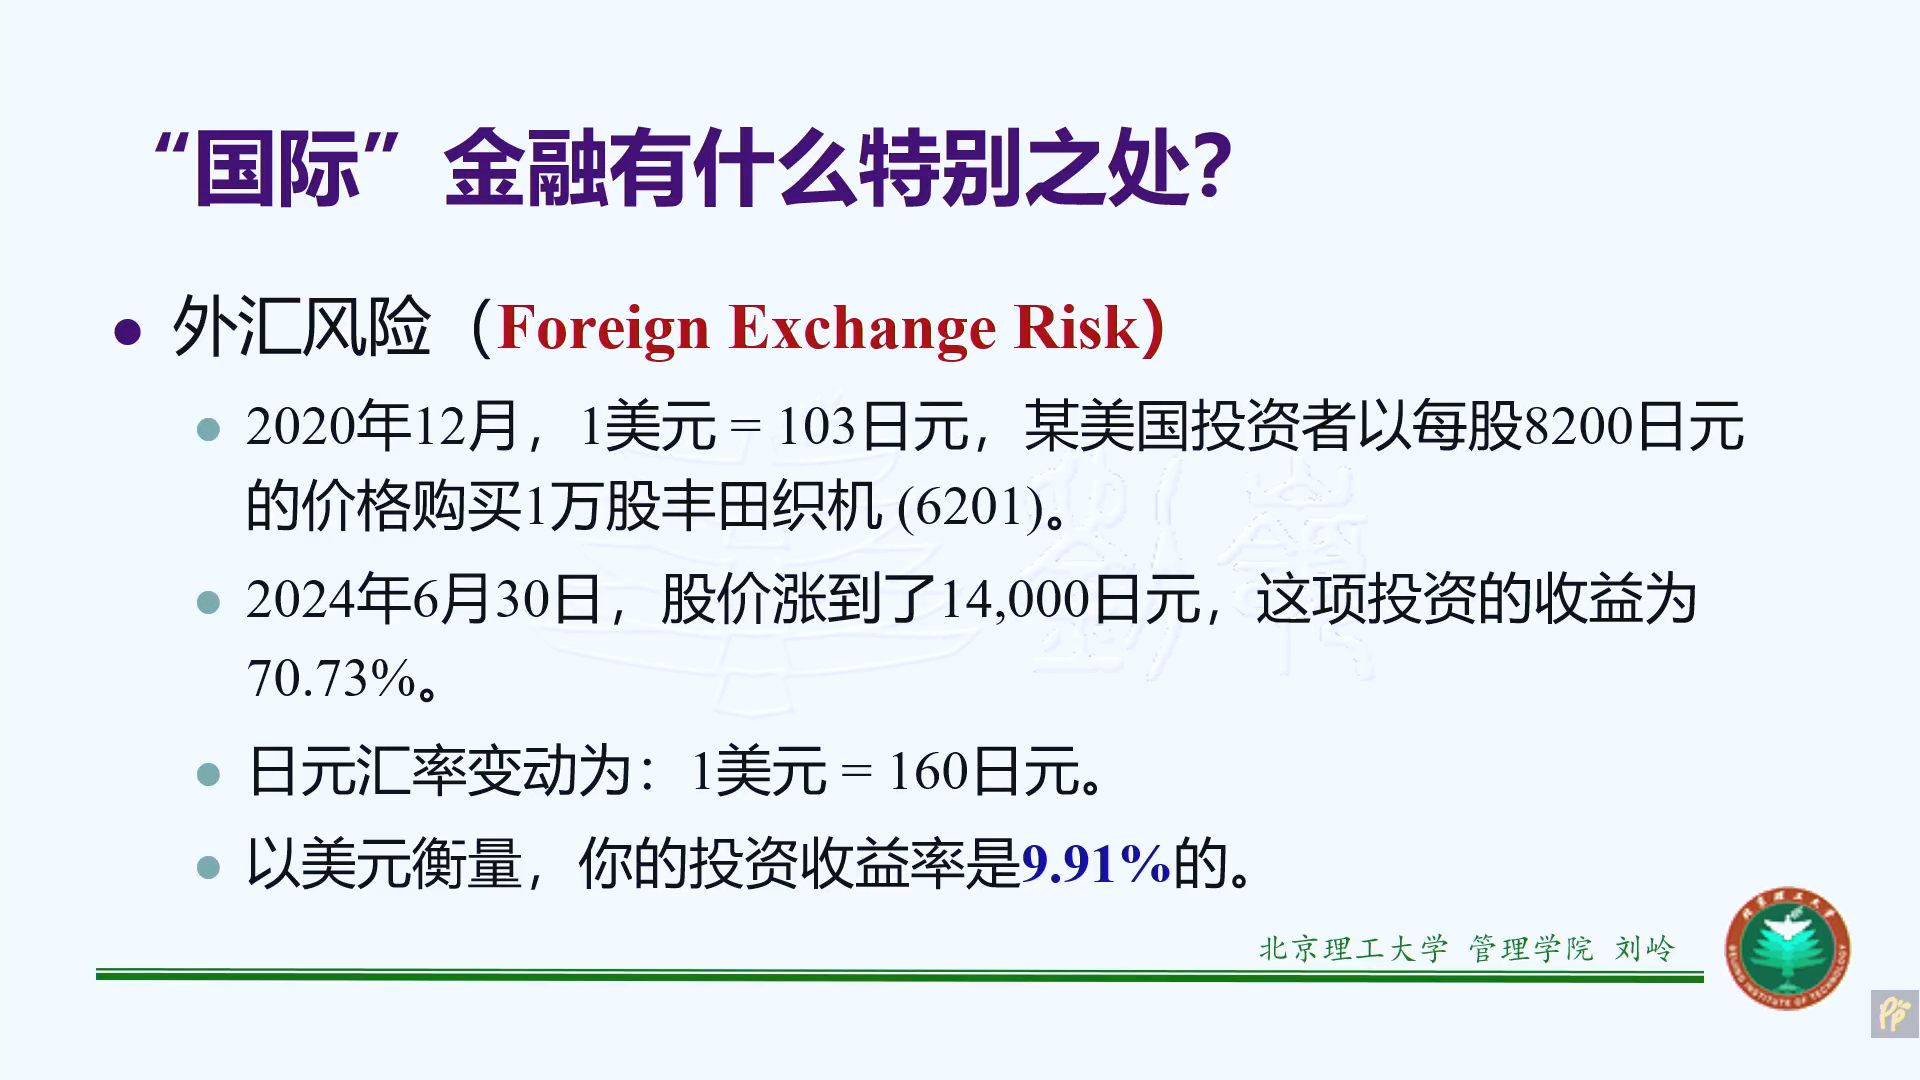 “国际”金融有什么特别之处？
外汇风险（Foreign Exchange Risk）
2020年12月，1美元 = 103日元，某美国投资者以每股8200日元
的价格购买1万股丰田织机 (6201)。
2024年6月30日，股价涨到了14,000日元，这项投资的收益为
70.73%。
日元汇率变动为：1美元 = 160日元。
以美元衡量，你的投资收益率是9.91%的。
北京理工大学 管理学院 刘岭
北京理工大学
BEIJING INSTITUTE OF TECHNOLOGY